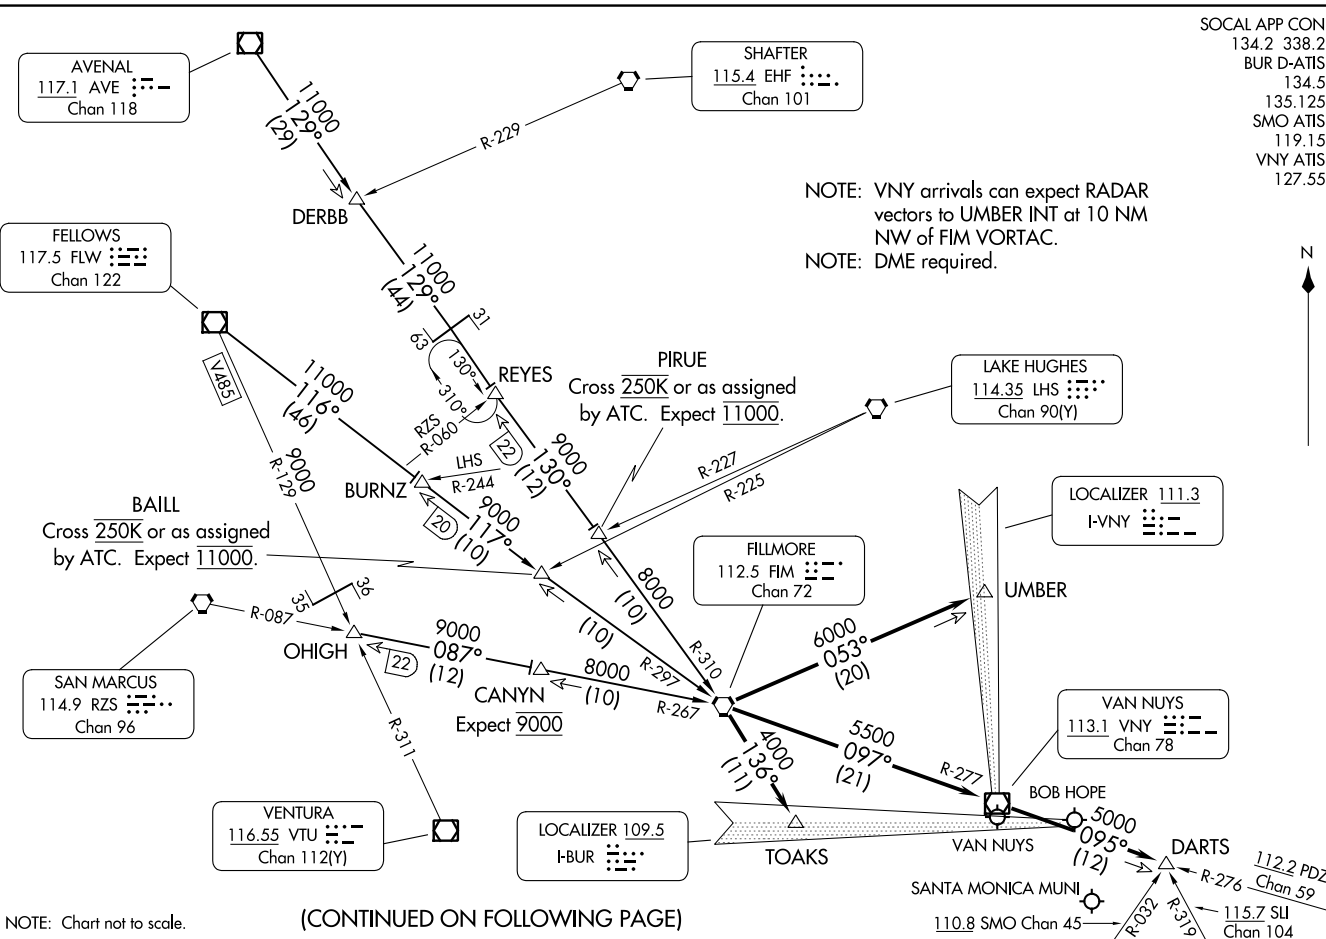 SOCAL APP CON
134.2 338.2
BUR D-ATIS
134.5
135.125
SMO ATIS
119.15
VNY ATIS
127.55
AVENAL
117.1 AVE
Chan 118
SHAFTER
115.4 EHF
Chan 101
11000
129°
(29)
R-229
DERBB
NOTE: VNY arrivals can expect RADAR
vectors to UMBER INT at 10 NM
NW of FIM VORTAC.
NOTE: DME required.
N
FELLOWS
117.5 FLW
Chan 122
11000
129°
(44)
31
63
130°
310°
REYES
V485
11000
116°
(46)
RZS
R-060
22
PIRUE
Cross 250K or as assigned
by ATC. Expect 11000.
LAKE HUGHES
114.35 LHS
Chan 90(Y)
9000
130°
(12)
R-227
R-225
9000
R-129
BURNZ
LHS
R-244
20
9000
117°
(10)
BAILL
Cross 250K or as assigned
by ATC. Expect 11000.
LOCALIZER 111.3
I-VNY
FILLMORE
112.5 FIM
Chan 72
8000
(10)
R-310
UMBER
35
36
R-087
OHIGH
22
9000
087°
(12)
(10)
R-297
CANYN
Expect 9000
8000
(10)
R-267
6000
053°
(20)
SAN MARCUS
114.9 RZS
Chan 96
R-311
VAN NUYS
113.1 VNY
Chan 78
5500
097°
(21)
R-277
4000
136°
(11)
VENTURA
116.55 VTU
Chan 112(Y)
LOCALIZER 109.5
I-BUR
TOAKS
VAN NUYS
BOB HOPE
5000
095°
(12)
DARTS
112.2 PDZ
Chan 59
R-276
SANTA MONICA MUNI
110.8 SMO Chan 45
R-032
R-319
115.7 SLI
Chan 104
NOTE: Chart not to scale.
(CONTINUED ON FOLLOWING PAGE)